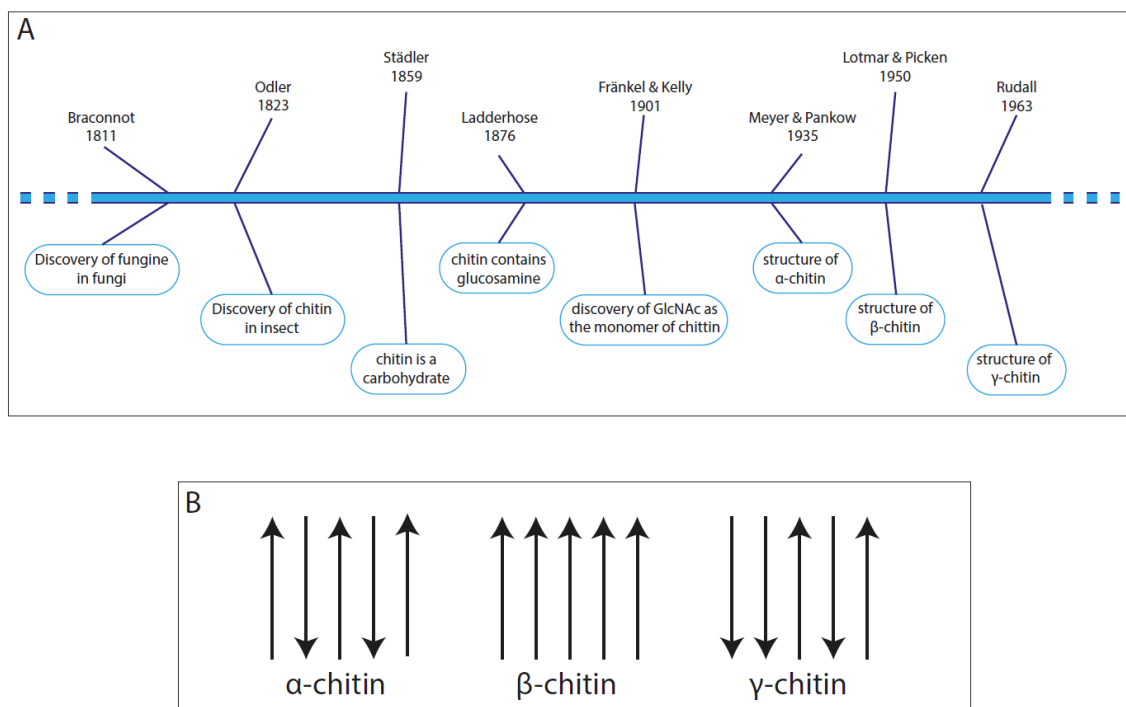 A
Braconnot
1811
Odler
1823
Städler
1859
Ladderhose
1876
Fränkel & Kelly
1901
Meyer & Pankow
1935
Lotmar & Picken
1950
Rudall
1963
Discovery of fungine
in fungi
Discovery of chitin
in insect
chitin is a
carbohydrate
chitin contains
glucosamine
discovery of GlcNAc as
the monomer of chittin
structure of
α-chitin
structure of
β-chitin
structure of
γ-chitin
B
α-chitin
β-chitin
γ-chitin